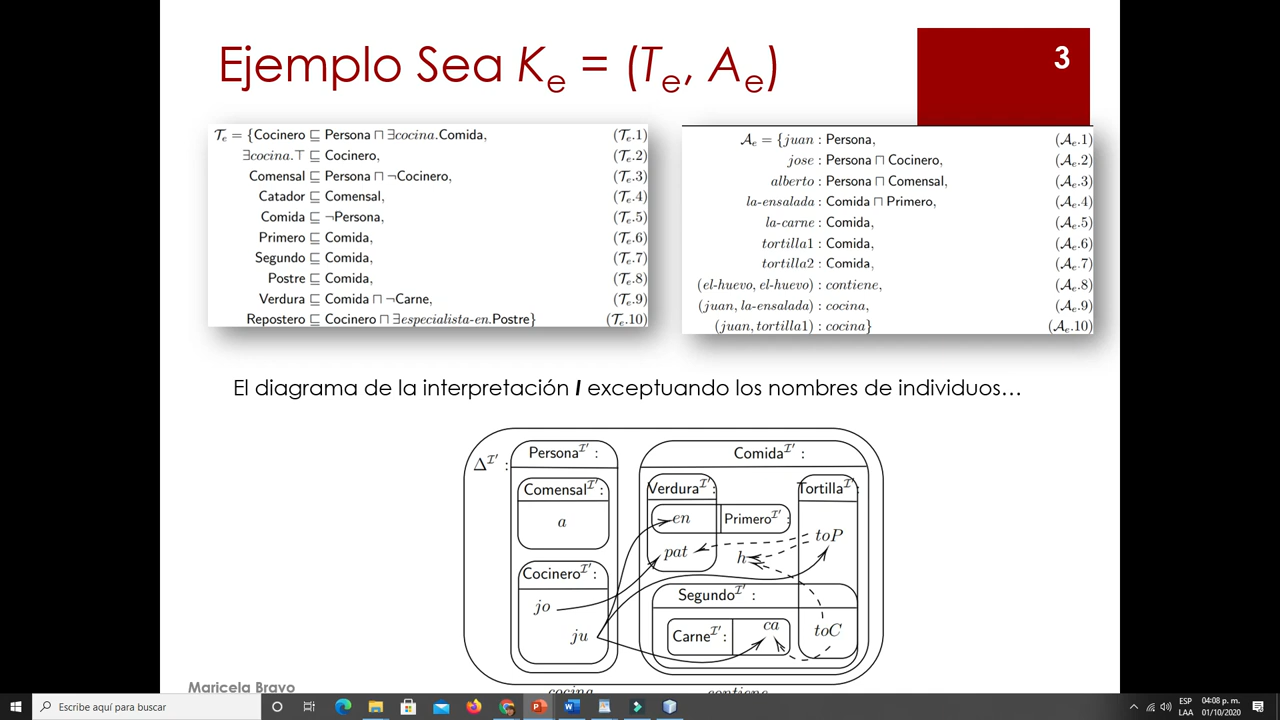 Ejemplo Sea Ke = (Te, Ae)
3
𝒯e = {Cocinero ⊑ Persona ⊓ ∃cocina.Comida, (𝒯e.1)
∃cocina.⊤ ⊑ Cocinero, (𝒯e.2)
Comensal ⊑ Persona ⊓ ¬Cocinero, (𝒯e.3)
Catador ⊑ Comensal, (𝒯e.4)
Comida ⊑ ¬Persona, (𝒯e.5)
Primero ⊑ Comida, (𝒯e.6)
Segundo ⊑ Comida, (𝒯e.7)
Postre ⊑ Comida, (𝒯e.8)
Verdura ⊑ Comida ⊓ ¬Carne, (𝒯e.9)
Repostero ⊑ Cocinero ⊓ ∃especialista-en.Postre} (𝒯e.10)
𝒜e = {juan : Persona, (𝒜e.1)
jose : Persona ⊓ Cocinero, (𝒜e.2)
alberto : Persona ⊓ Comensal, (𝒜e.3)
la-ensalada : Comida ⊓ Primero, (𝒜e.4)
la-carne : Comida, (𝒜e.5)
tortilla1 : Comida, (𝒜e.6)
tortilla2 : Comida, (𝒜e.7)
(el-huevo, el-huevo) : contiene, (𝒜e.8)
(juan, la-ensalada) : cocina, (𝒜e.9)
(juan, tortilla1) : cocina} (𝒜e.10)
El diagrama de la interpretación I exceptuando los nombres de individuos…
Δ^ℐ' :
Persona^ℐ' :
Comensal^ℐ' :
a
Cocinero^ℐ' :
jo
ju
Comida^ℐ' :
Verdura^ℐ' :
Tortilla^ℐ' :
en
Primero^ℐ' :
pat
h
toP
Segundo^ℐ' :
Carne^ℐ' :
ca
toC
cocina
contiene
Maricela Bravo
Escribe aquí para buscar
ESP
LAA
04:08 p. m.
01/10/2020